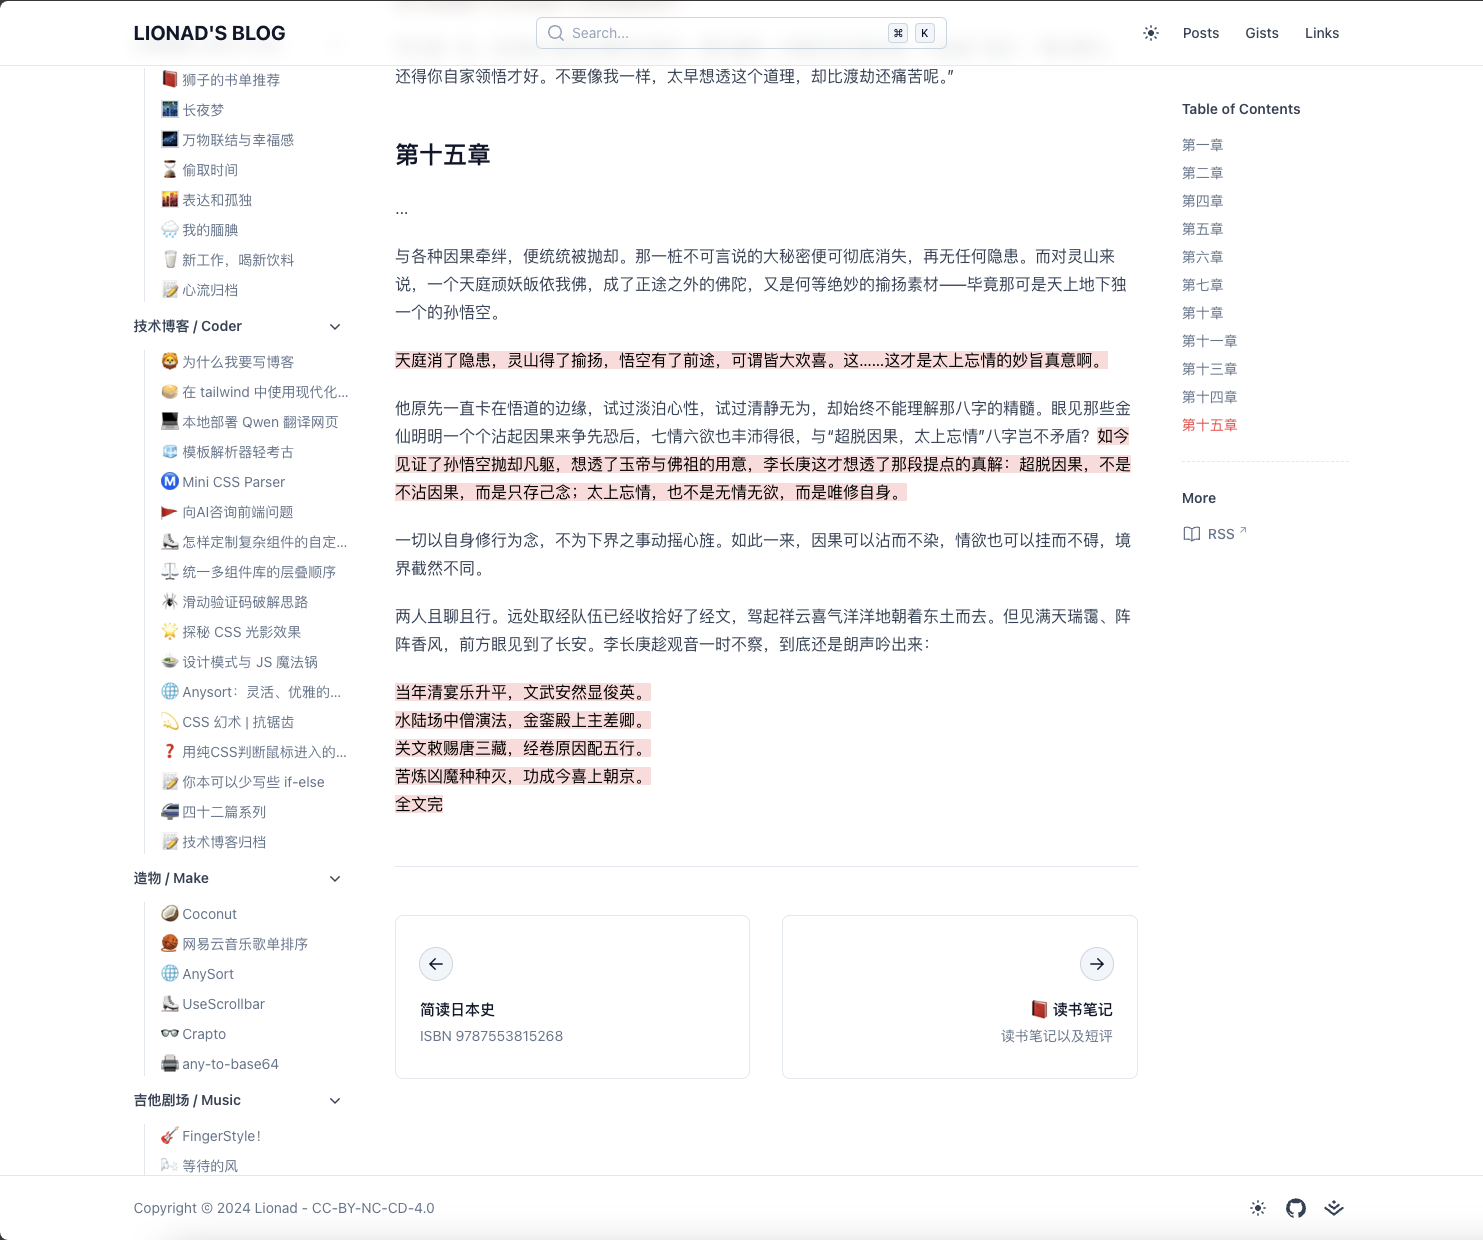 LIONAD'S BLOG
Search...
⌘ K
Posts
Gists
Links
狮子的书单推荐
长夜梦
万物联结与幸福感
偷取时间
表达和孤独
我的腼腆
新工作，喝新饮料
心流归档
技术博客 / Coder
为什么我要写博客
在 tailwind 中使用现代化...
本地部署 Qwen 翻译网页
模板解析器轻考古
Mini CSS Parser
向AI咨询前端问题
怎样定制复杂组件的自定...
统一多组件库的层叠顺序
滑动验证码破解思路
探秘 CSS 光影效果
设计模式与 JS 魔法锅
Anysort：灵活、优雅的...
CSS 幻术 | 抗锯齿
用纯CSS判断鼠标进入的...
你本可以少写些 if-else
四十二篇系列
技术博客归档
造物 / Make
Coconut
网易云音乐歌单排序
AnySort
UseScrollbar
Crapto
any-to-base64
吉他剧场 / Music
FingerStyle！
等待的风
还得你自家领悟才好。不要像我一样，太早想透这个道理，却比渡劫还痛苦呢。”
第十五章
...
与各种因果牵绊，便统统被抛却。那一桩不可言说的大秘密便可彻底消失，再无任何隐患。而对灵山来
说，一个天庭顽妖皈依我佛，成了正途之外的佛陀，又是何等绝妙的揄扬素材——毕竟那可是天上地下独
一个的孙悟空。
天庭消了隐患，灵山得了揄扬，悟空有了前途，可谓皆大欢喜。这……这才是太上忘情的妙旨真意啊。
他原先一直卡在悟道的边缘，试过淡泊心性，试过清静无为，却始终不能理解那八字的精髓。眼见那些金
仙明明一个个沾起因果来争先恐后，七情六欲也丰沛得很，与“超脱因果，太上忘情”八字岂不矛盾？如今
见证了孙悟空抛却凡躯，想透了玉帝与佛祖的用意，李长庚这才想透了那段提点的真解：超脱因果，不是
不沾因果，而是只存己念；太上忘情，也不是无情无欲，而是唯修自身。
一切以自身修行为念，不为下界之事动摇心旌。如此一来，因果可以沾而不染，情欲也可以挂而不碍，境
界截然不同。
两人且聊且行。远处取经队伍已经收拾好了经文，驾起祥云喜气洋洋地朝着东土而去。但见满天瑞霭、阵
阵香风，前方眼见到了长安。李长庚趁观音一时不察，到底还是朗声吟出来：
当年清宴乐升平，文武安然显俊英。
水陆场中僧演法，金銮殿上主差卿。
关文敕赐唐三藏，经卷原因配五行。
苦炼凶魔种种灭，功成今喜上朝京。
全文完
简读日本史
ISBN 9787553815268
读书笔记
读书笔记以及短评
Table of Contents
第一章
第二章
第四章
第五章
第六章
第七章
第十章
第十一章
第十三章
第十四章
第十五章
More
RSS
Copyright © 2024 Lionad - CC-BY-NC-CD-4.0